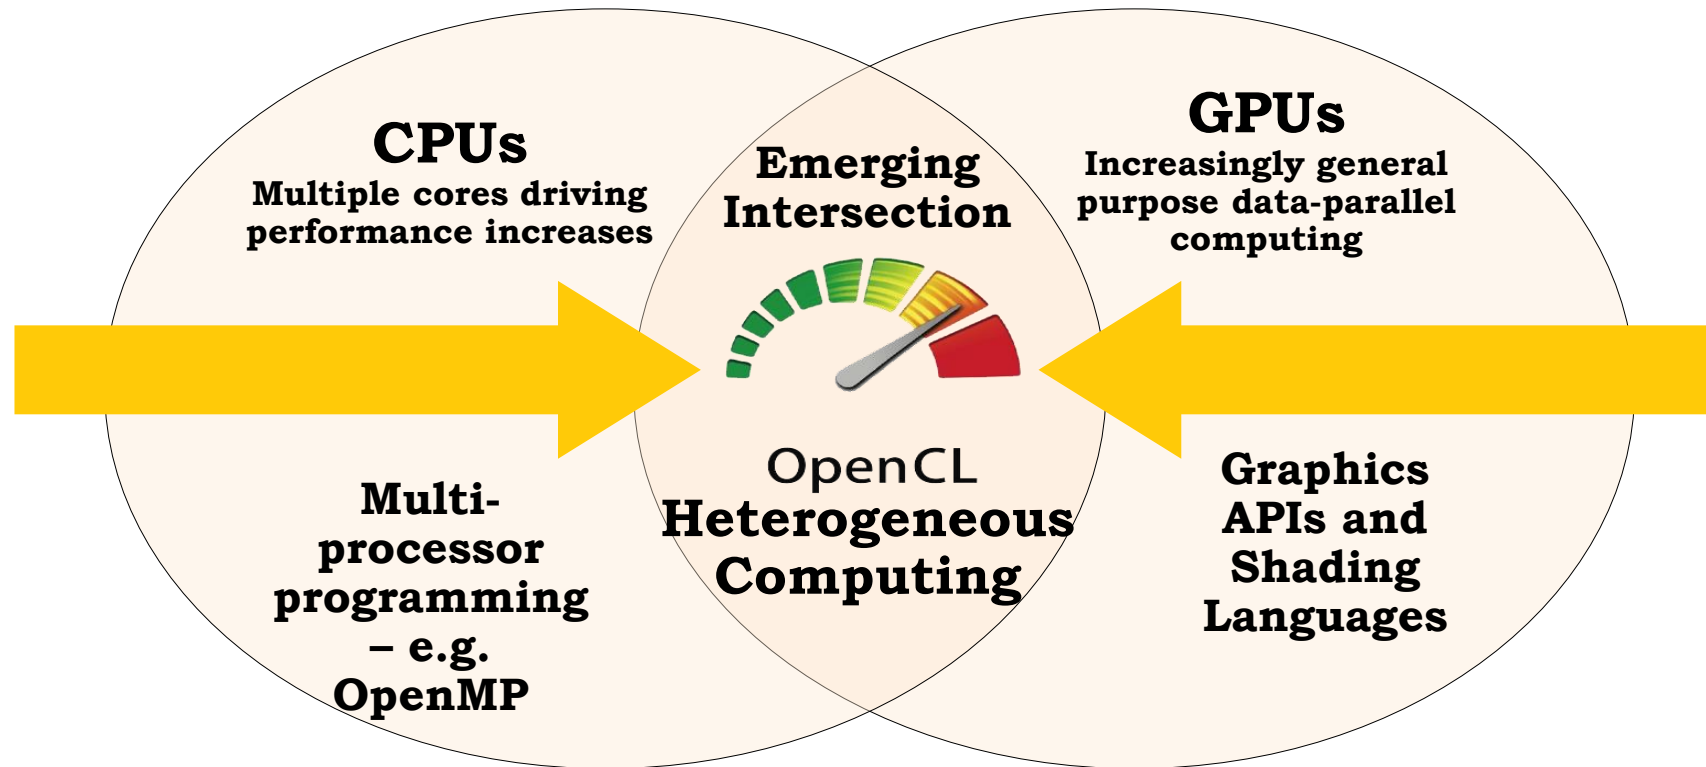 CPUs
Multiple cores driving
performance increases
Multi-
processor
programming
– e.g.
OpenMP
Emerging
Intersection
OpenCL
Heterogeneous
Computing
GPUs
Increasingly general
purpose data-parallel
computing
Graphics
APIs and
Shading
Languages